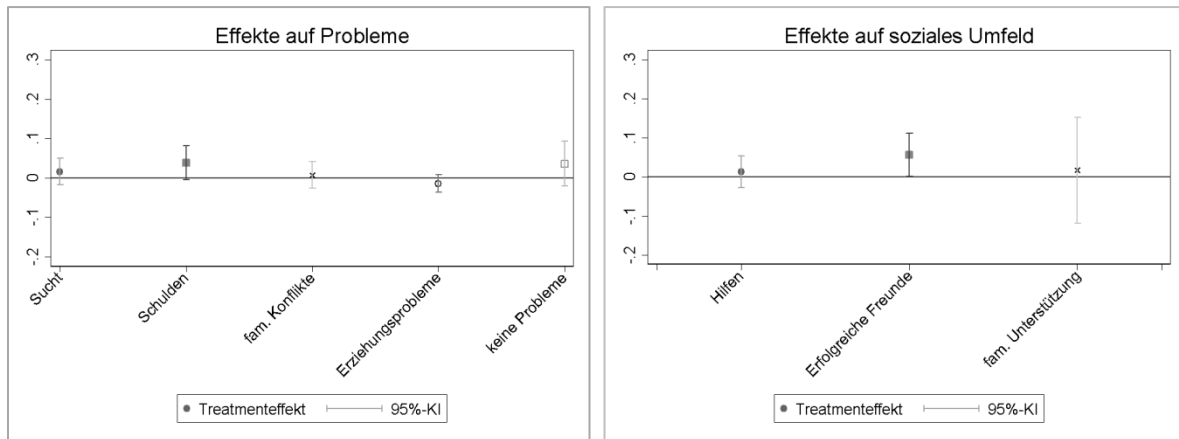 Effekte auf Probleme
.3
.2
.1
0
-.1
-.2
Sucht
Schulden
fam. Konflikte
Erziehungsprobleme
keine Probleme
Treatmenteffekt 95%-KI
Effekte auf soziales Umfeld
.3
.2
.1
0
-.1
-.2
Hilfen
Erfolgreiche Freunde
fam. Unterstützung
Treatmenteffekt 95%-KI